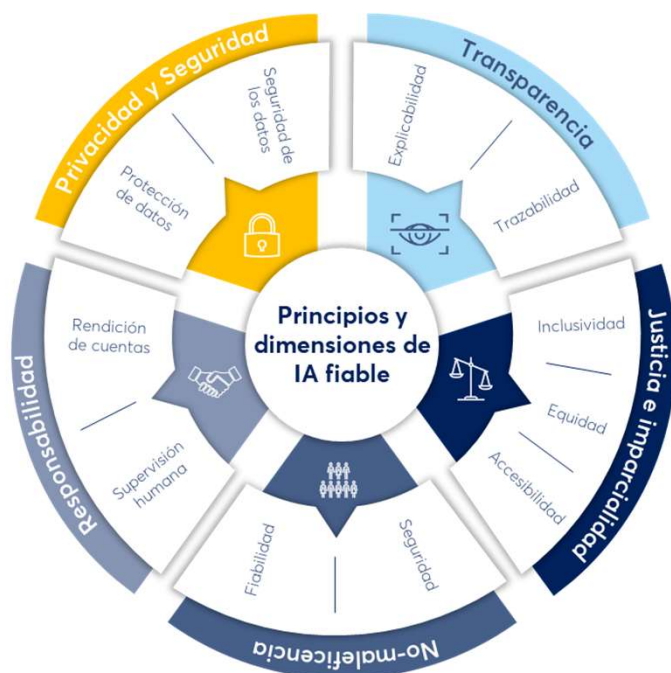 Principios y
dimensiones de
IA fiable
Transparencia
Explicabilidad
Trazabilidad
Justicia e imparcialidad
Inclusividad
Equidad
Accesibilidad
No-maleficencia
Seguridad
Fiabilidad
Responsabilidad
Supervisión
humana
Rendición
de cuentas
Privacidad y Seguridad
Protección
de datos
Seguridad de
los datos